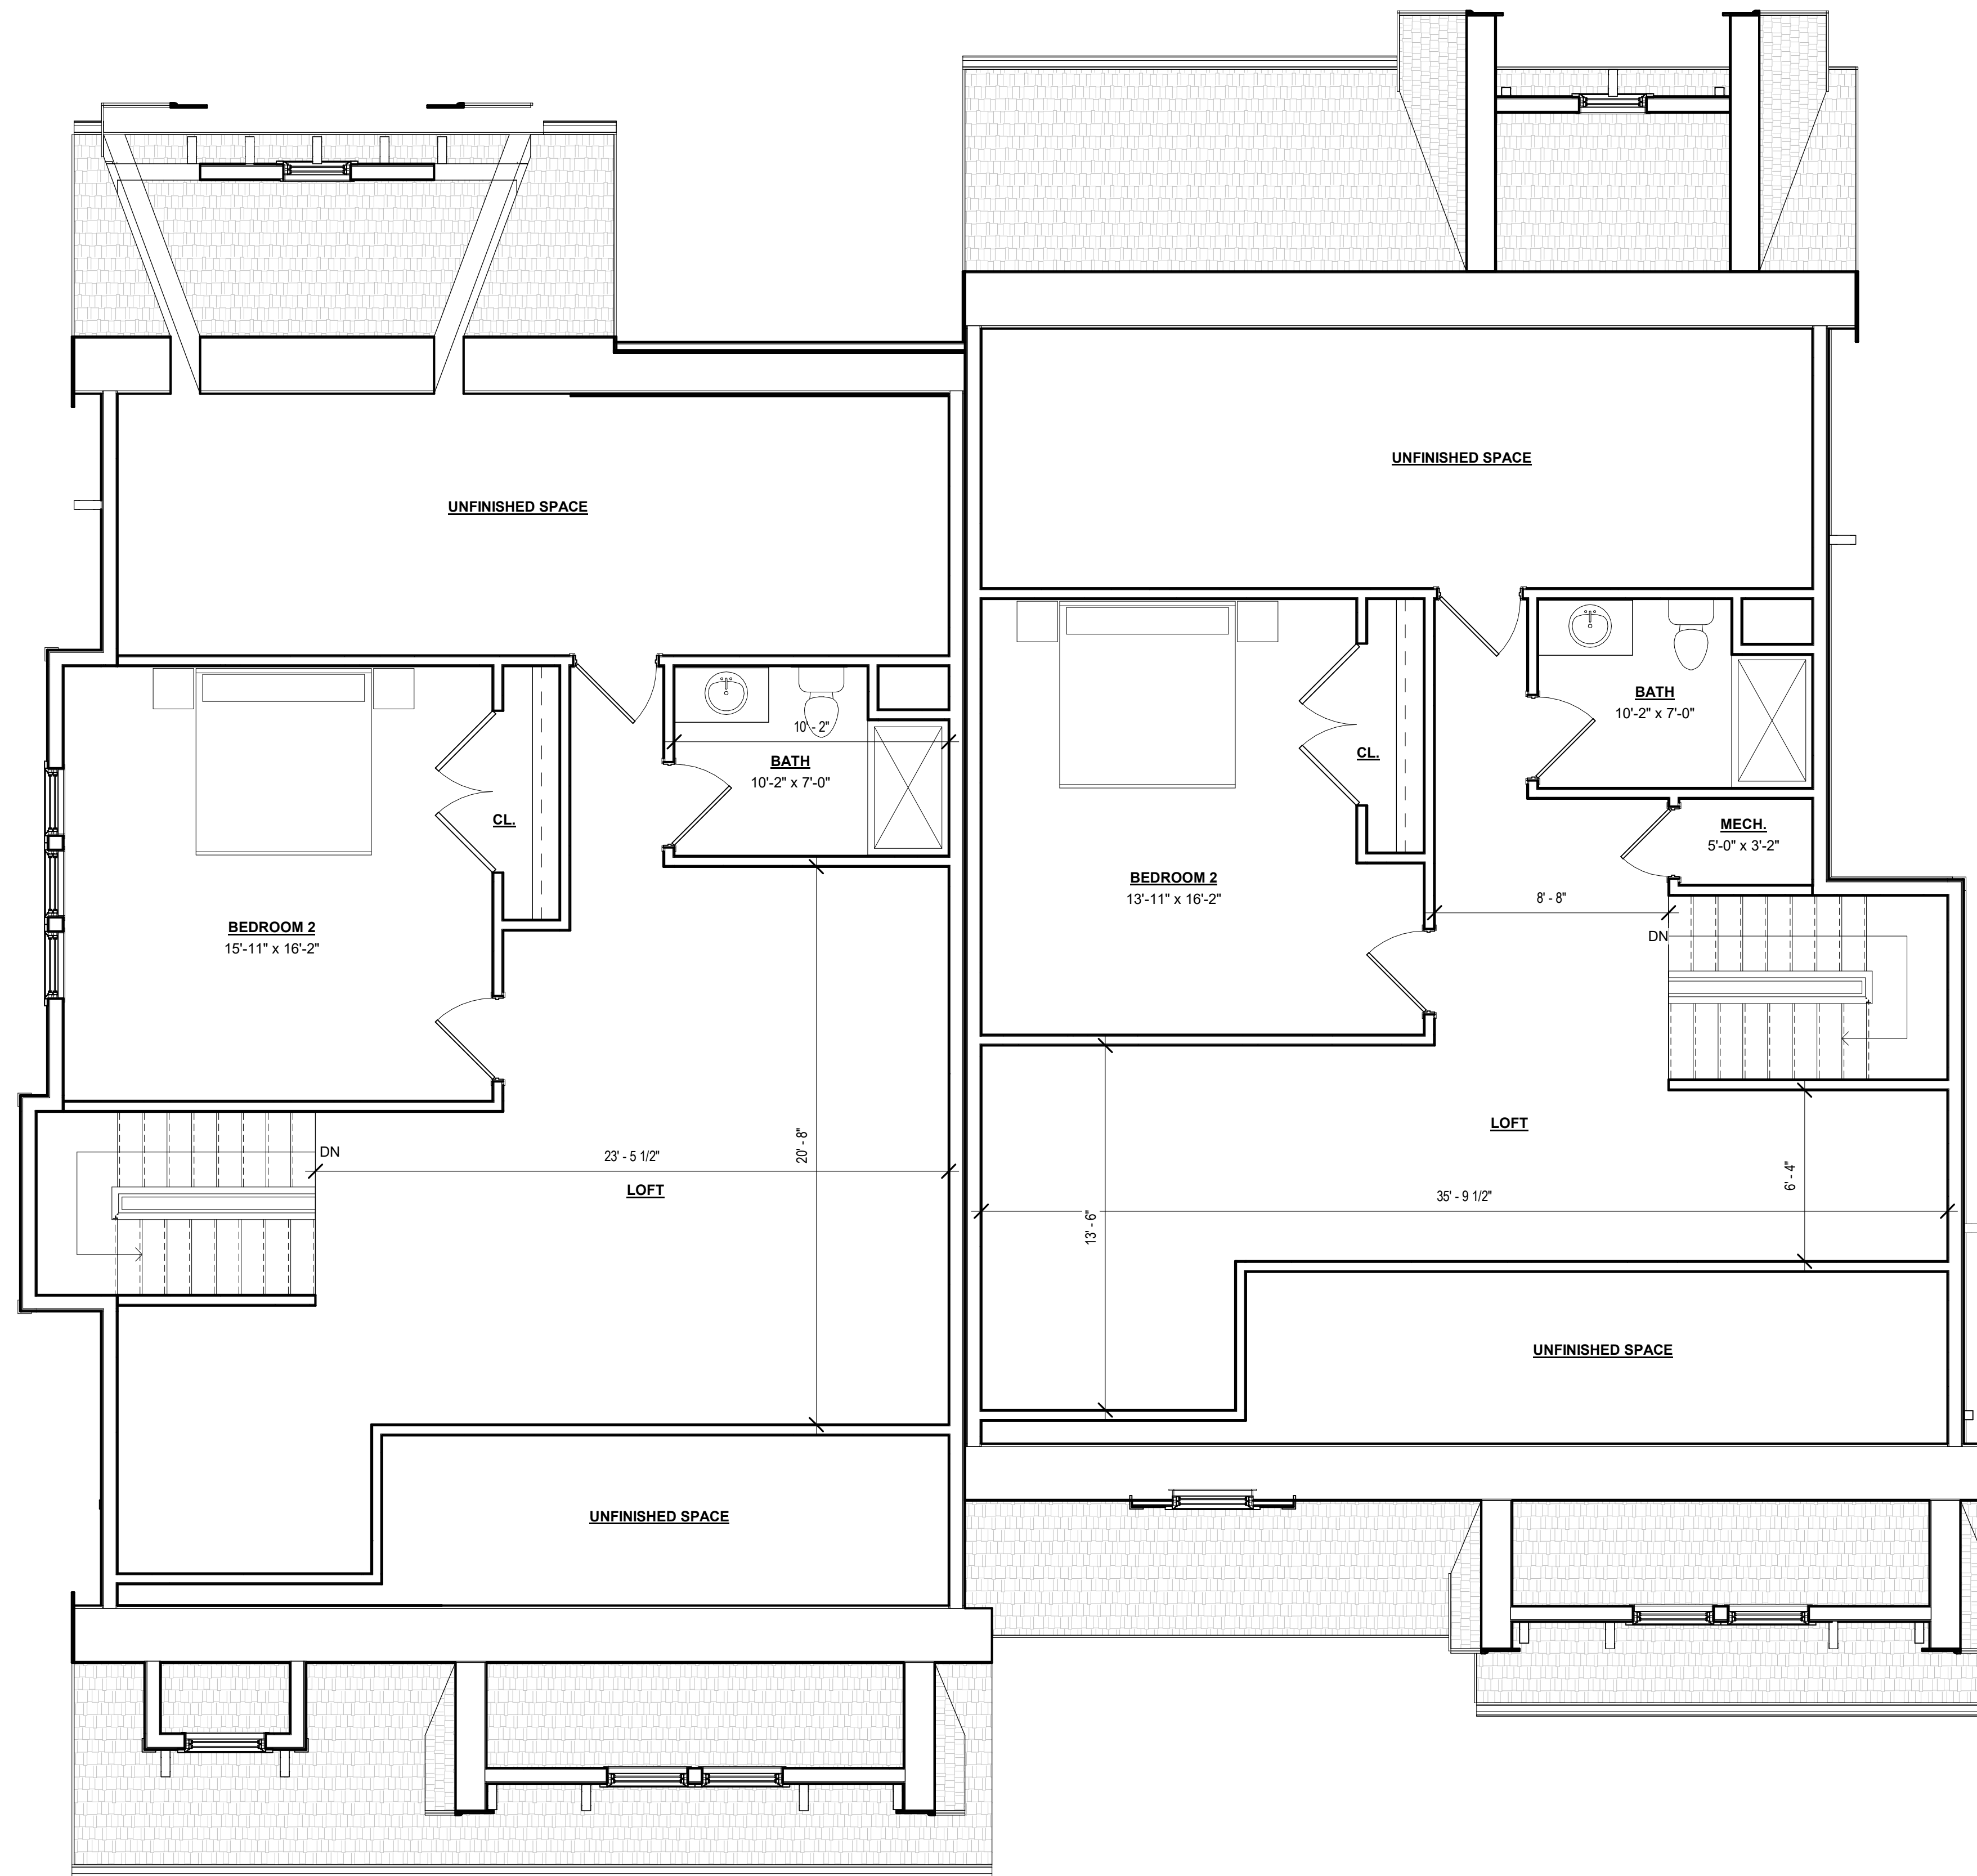 UNFINISHED SPACE
10' - 2"
BATH
10'-2" x 7'-0"
CL.
BEDROOM 2
15'-11" x 16'-2"
DN
23' - 5 1/2"
20' - 8"
LOFT
UNFINISHED SPACE
UNFINISHED SPACE
BATH
10'-2" x 7'-0"
CL.
MECH.
5'-0" x 3'-2"
BEDROOM 2
13'-11" x 16'-2"
8' - 8"
DN
LOFT
6' - 4"
35' - 9 1/2"
13' - 6"
UNFINISHED SPACE